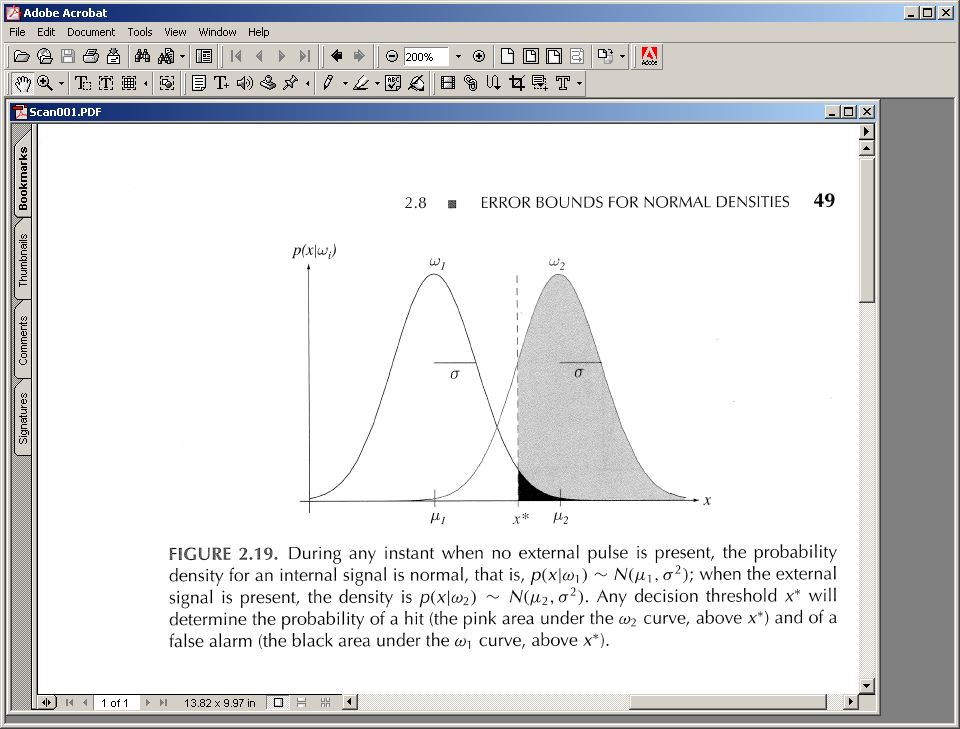 Adobe Acrobat
File Edit Document Tools View Window Help
200%
Adobe
Scan001.PDF
Bookmarks
Thumbnails
Comments
Signatures
2.8 ■ ERROR BOUNDS FOR NORMAL DENSITIES 49
p(x|ωi)
ω1 ω2
σ σ
x
μ1 x* μ2
FIGURE 2.19. During any instant when no external pulse is present, the probability
density for an internal signal is normal, that is, p(x|ω1) ~ N(μ1, σ²); when the external
signal is present, the density is p(x|ω2) ~ N(μ2, σ²). Any decision threshold x* will
determine the probability of a hit (the pink area under the ω2 curve, above x*) and of a
false alarm (the black area under the ω1 curve, above x*).
1 of 1 13.82 x 9.97 in